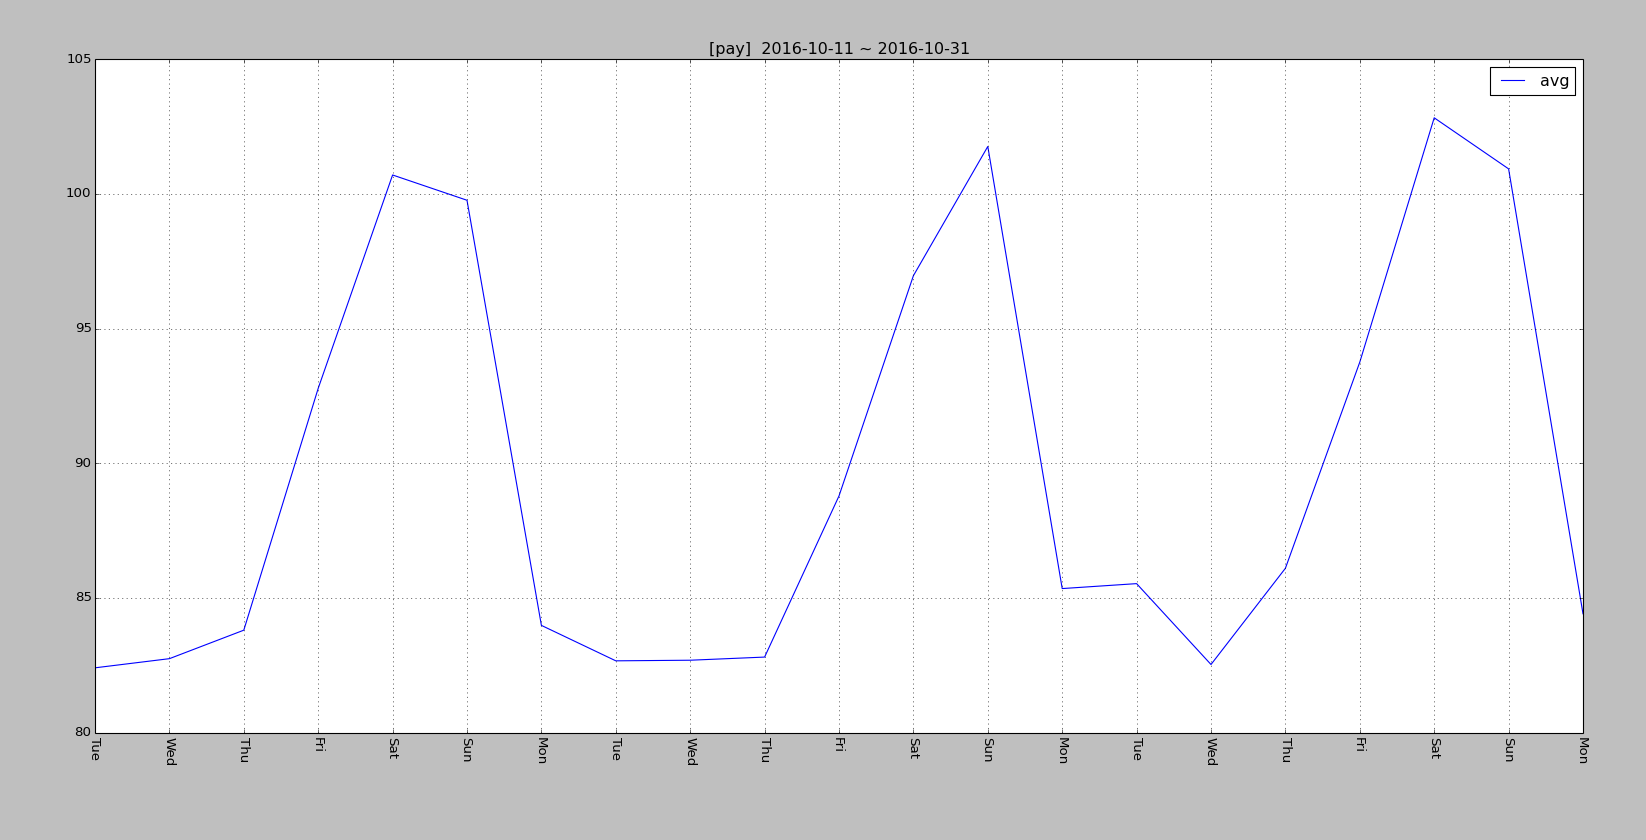 [pay]  2016-10-11 ~ 2016-10-31
avg
105
100
95
90
85
80
Tue Wed Thu Fri Sat Sun Mon Tue Wed Thu Fri Sat Sun Mon Tue Wed Thu Fri Sat Sun Mon